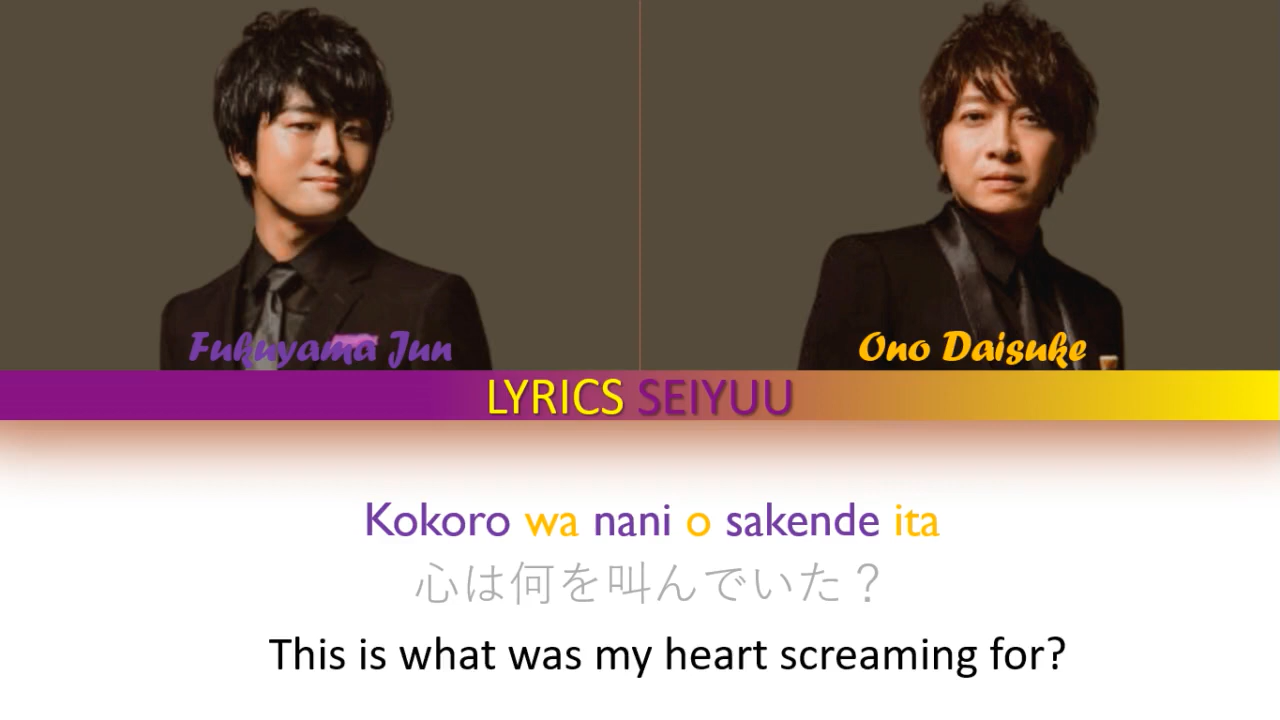 Fukuyama Jun
Ono Daisuke
LYRICS SEIYUU
Kokoro wa nani o sakende ita
心は何を叫んでいた？
This is what was my heart screaming for?